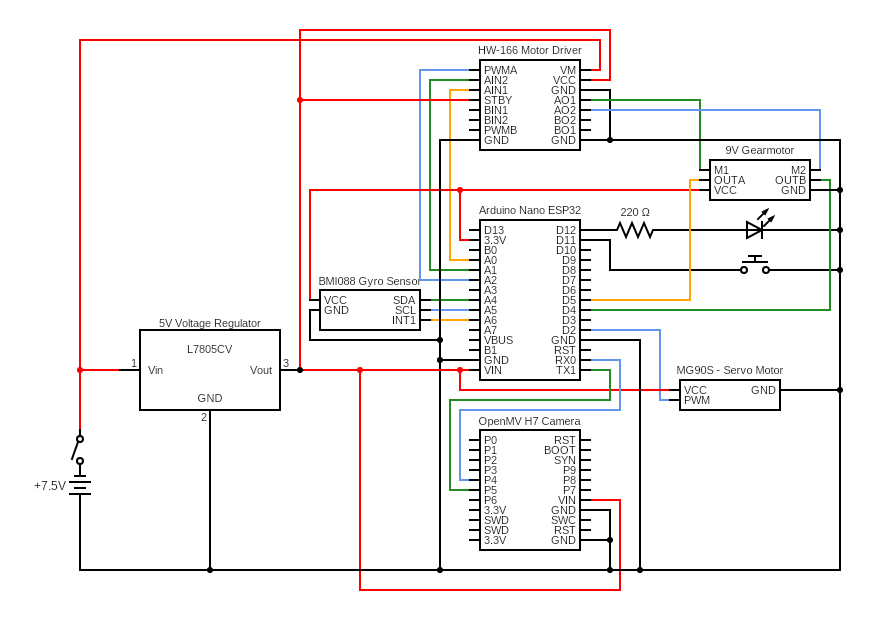 HW-166 Motor Driver
PWMA VM
AIN2 VCC
AIN1 GND
STBY AO1
BIN1 AO2
BIN2 BO2
PWMB BO1
GND GND
9V Gearmotor
M1 M2
OUTA OUTB
VCC GND
Arduino Nano ESP32
220 Ω
D13 D12
3.3V D11
B0 D10
A0 D9
A1 D8
A2 D7
A3 D6
A4 D5
A5 D4
A6 D3
A7 D2
VBUS GND
B1 RST
GND RX0
VIN TX1
BMI088 Gyro Sensor
VCC SDA
GND SCL
INT1
5V Voltage Regulator
L7805CV
1 Vin Vout 3
GND
2
MG90S - Servo Motor
VCC GND
PWM
OpenMV H7 Camera
P0 RST
P1 BOOT
P2 SYN
P3 P9
P4 P8
P5 P7
P6 VIN
3.3V GND
SWD SWC
SWD RST
3.3V GND
+7.5V